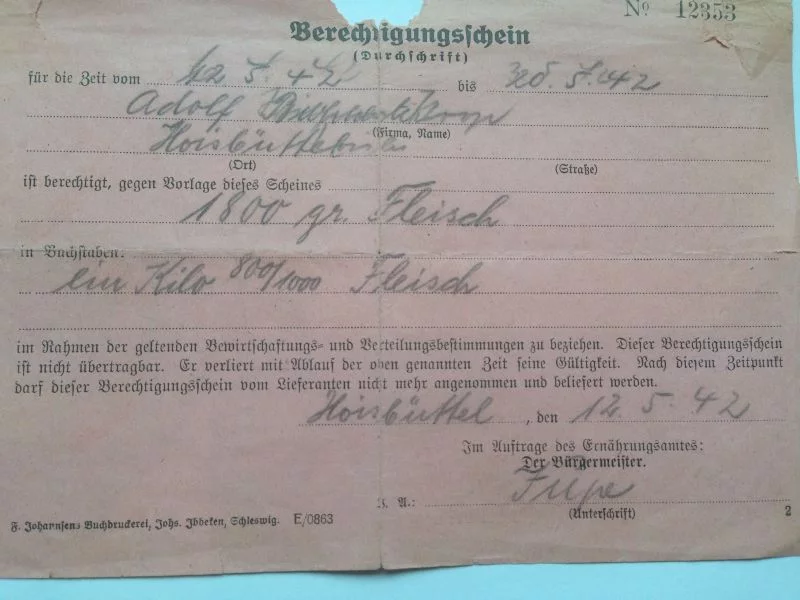 No 12353
Berechtigungsschein
(Durchschrift)
für die Zeit vom 12 5. 42 bis 5. 42
Adolf
(Firma, Name)
(Ort) (Straße)
ist berechtigt, gegen Vorlage dieses Scheines
1800 gr. Fleisch
in Buchstaben:
ein Kilo 800/1000 Fleisch
im Rahmen der geltenden Bewirtschaftungs- und Verteilungsbestimmungen zu beziehen. Dieser Berechtigungsschein
ist nicht übertragbar. Er verliert mit Ablauf der oben genannten Zeit seine Gültigkeit. Nach diesem Zeitpunkt
darf dieser Berechtigungsschein vom Lieferanten nicht mehr angenommen und beliefert werden.
Hoisbüttel, den 12. 5. 42
Im Auftrage des Ernährungsamtes:
Der Bürgermeister.
J. A.:
(Unterschrift)
F. Johannsens Buchdruckerei, Johs. Ibbeken, Schleswig. E/0863
2